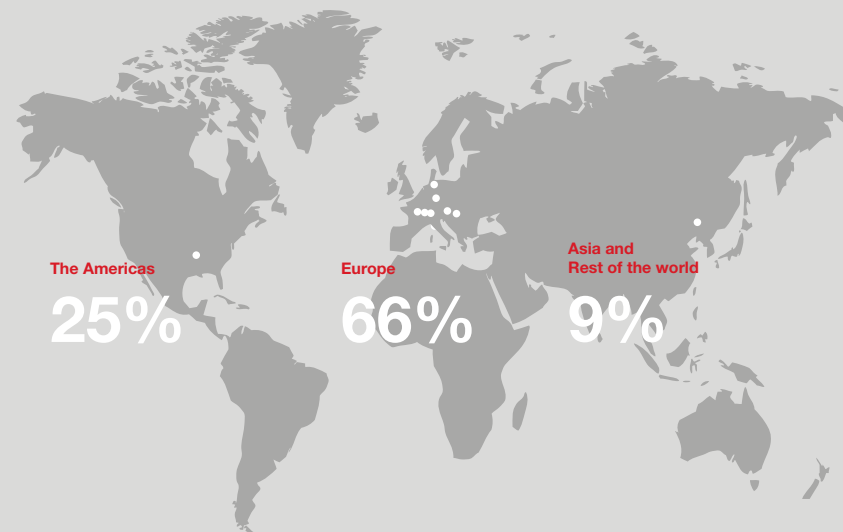 The Americas
25%
Europe
66%
Asia and
Rest of the world
9%